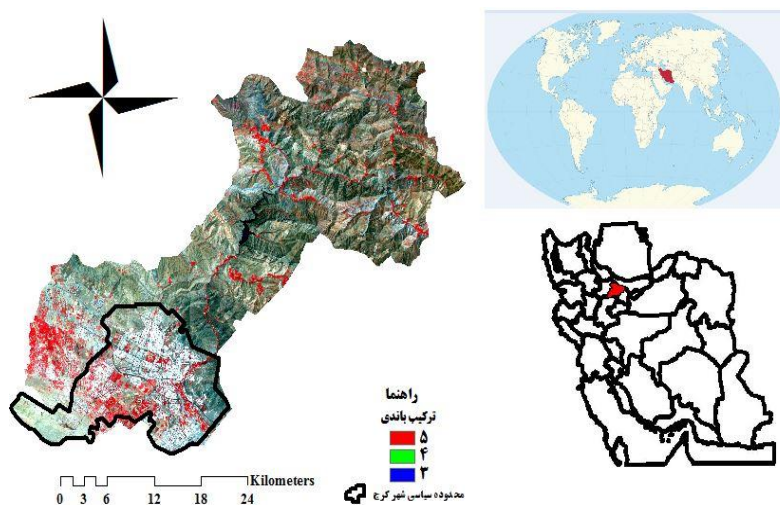 راهنما
ترکیب باندی
۵
۴
۳
محدوده سیاسی شهر کرج
Kilometers
0 3 6 12 18 24